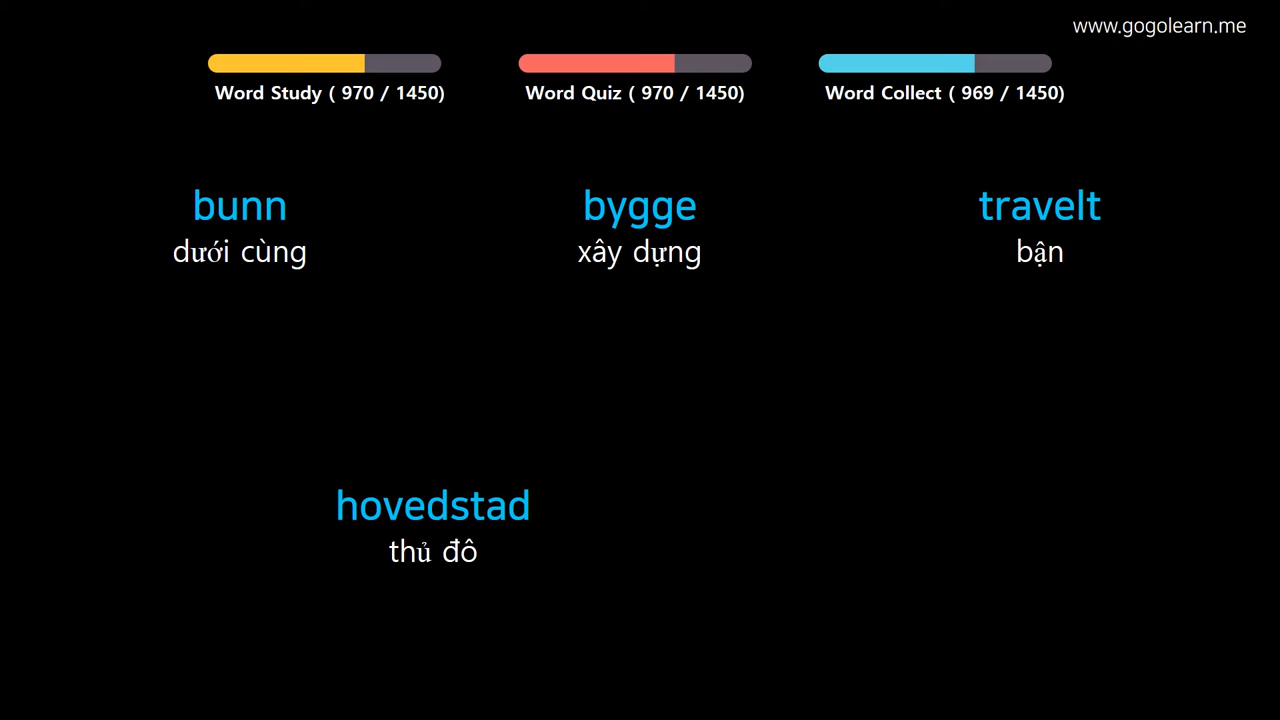 www.gogolearn.me
Word Study ( 970 / 1450)
Word Quiz ( 970 / 1450)
Word Collect ( 969 / 1450)
bunn
dưới cùng
bygge
xây dựng
travelt
bận
hovedstad
thủ đô